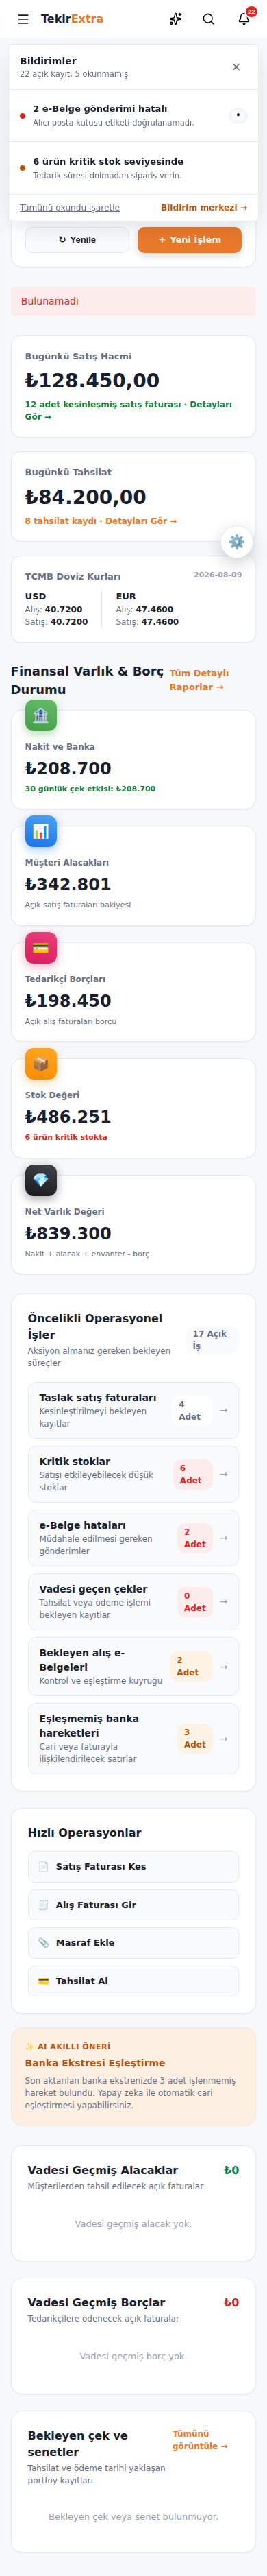 TekirExtra
22
Bildirimler
22 açık kayıt, 5 okunmamış
2 e-Belge gönderimi hatalı
Alıcı posta kutusu etiketi doğrulanamadı.
6 ürün kritik stok seviyesinde
Tedarik süresi dolmadan sipariş verin.
Tümünü okundu işaretle
Bildirim merkezi →
↻ Yenile
+ Yeni İşlem
Bulunamadı
Bugünkü Satış Hacmi
₺128.450,00
12 adet kesinleşmiş satış faturası · Detayları
Gör →
Bugünkü Tahsilat
₺84.200,00
8 tahsilat kaydı · Detayları Gör →
TCMB Döviz Kurları
2026-08-09
USD
Alış: 40.7200
Satış: 40.7200
EUR
Alış: 47.4600
Satış: 47.4600
Finansal Varlık & Borç
Durumu
Tüm Detaylı
Raporlar →
Nakit ve Banka
₺208.700
30 günlük çek etkisi: ₺208.700
Müşteri Alacakları
₺342.801
Açık satış faturaları bakiyesi
Tedarikçi Borçları
₺198.450
Açık alış faturaları borcu
Stok Değeri
₺486.251
6 ürün kritik stokta
Net Varlık Değeri
₺839.300
Nakit + alacak + envanter - borç
Öncelikli Operasyonel
İşler
Aksiyon almanız gereken bekleyen
süreçler
17 Açık
İş
Taslak satış faturaları
Kesinleştirilmeyi bekleyen
kayıtlar
4
Adet
→
Kritik stoklar
Satışı etkileyebilecek düşük
stoklar
6
Adet
→
e-Belge hataları
Müdahale edilmesi gereken
gönderimler
2
Adet
→
Vadesi geçen çekler
Tahsilat veya ödeme işlemi
bekleyen kayıtlar
0
Adet
→
Bekleyen alış e-
Belgeleri
Kontrol ve eşleştirme kuyruğu
2
Adet
→
Eşleşmemiş banka
hareketleri
Cari veya faturayla
ilişkilendirilecek satırlar
3
Adet
→
Hızlı Operasyonlar
Satış Faturası Kes
Alış Faturası Gir
Masraf Ekle
Tahsilat Al
✨ AI AKILLI ÖNERİ
Banka Ekstresi Eşleştirme
Son aktarılan banka ekstrenizde 3 adet işlenmemiş
hareket bulundu. Yapay zeka ile otomatik cari
eşleştirmesi yapabilirsiniz.
Vadesi Geçmiş Alacaklar
₺0
Müşterilerden tahsil edilecek açık faturalar
Vadesi geçmiş alacak yok.
Vadesi Geçmiş Borçlar
₺0
Tedarikçilere ödenecek açık faturalar
Vadesi geçmiş borç yok.
Bekleyen çek ve
senetler
Tahsilat ve ödeme tarihi yaklaşan
portföy kayıtları
Tümünü
görüntüle →
Bekleyen çek veya senet bulunmuyor.